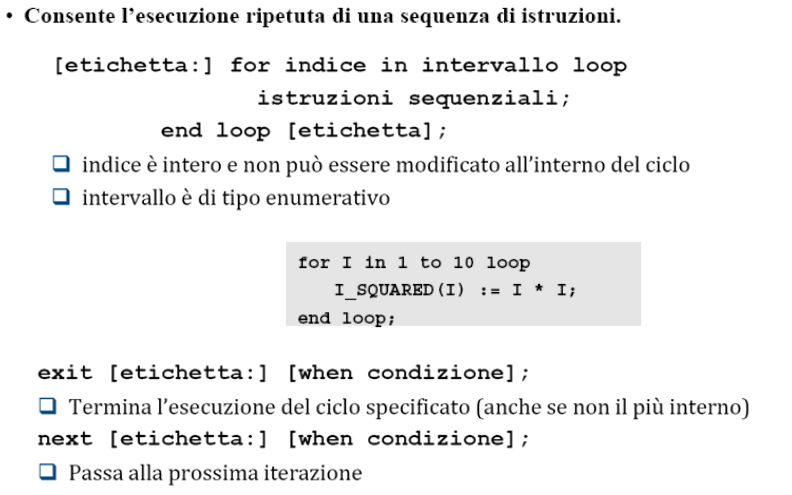 • Consente l'esecuzione ripetuta di una sequenza di istruzioni.
[etichetta:] for indice in intervallo loop
istruzioni sequenziali;
end loop [etichetta];
❑ indice è intero e non può essere modificato all'interno del ciclo
❑ intervallo è di tipo enumerativo
for I in 1 to 10 loop
I_SQUARED(I) := I * I;
end loop;
exit [etichetta:] [when condizione];
❑ Termina l'esecuzione del ciclo specificato (anche se non il più interno)
next [etichetta:] [when condizione];
❑ Passa alla prossima iterazione